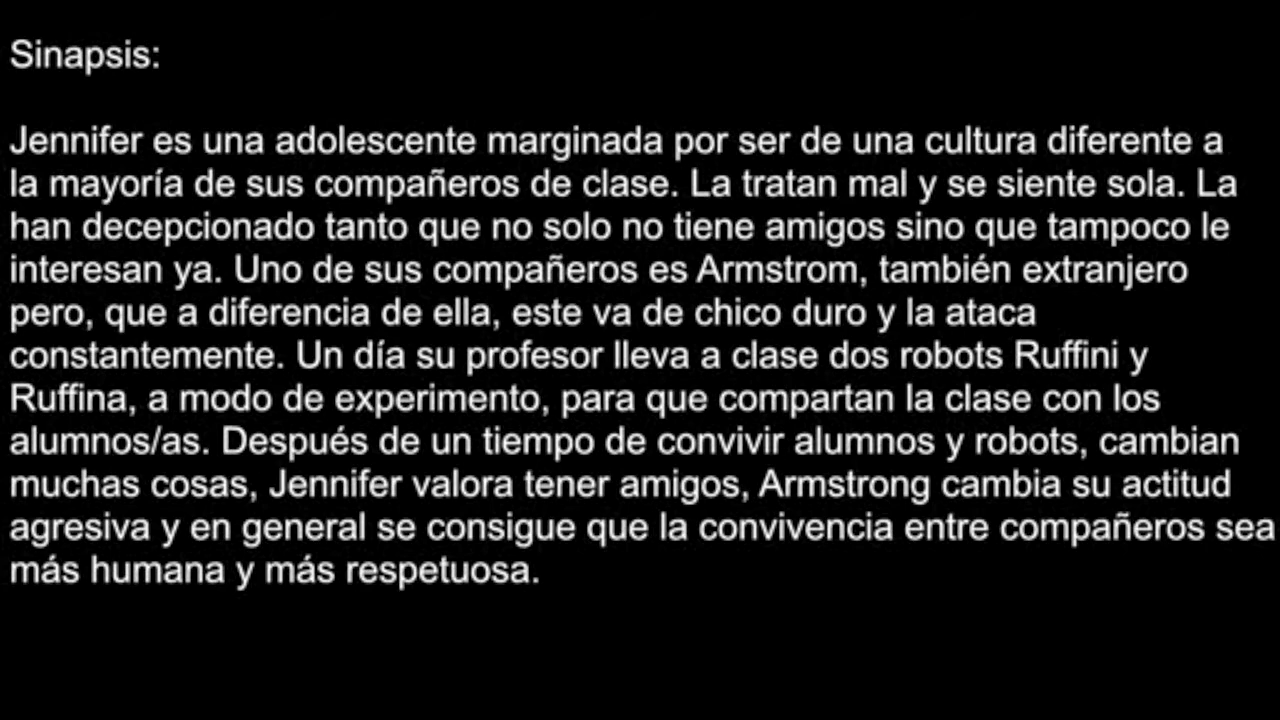 Sinapsis:
Jennifer es una adolescente marginada por ser de una cultura diferente a
la mayoría de sus compañeros de clase. La tratan mal y se siente sola. La
han decepcionado tanto que no solo no tiene amigos sino que tampoco le
interesan ya. Uno de sus compañeros es Armstrom, también extranjero
pero, que a diferencia de ella, este va de chico duro y la ataca
constantemente. Un día su profesor lleva a clase dos robots Ruffini y
Ruffina, a modo de experimento, para que compartan la clase con los
alumnos/as. Después de un tiempo de convivir alumnos y robots, cambian
muchas cosas, Jennifer valora tener amigos, Armstrong cambia su actitud
agresiva y en general se consigue que la convivencia entre compañeros sea
más humana y más respetuosa.